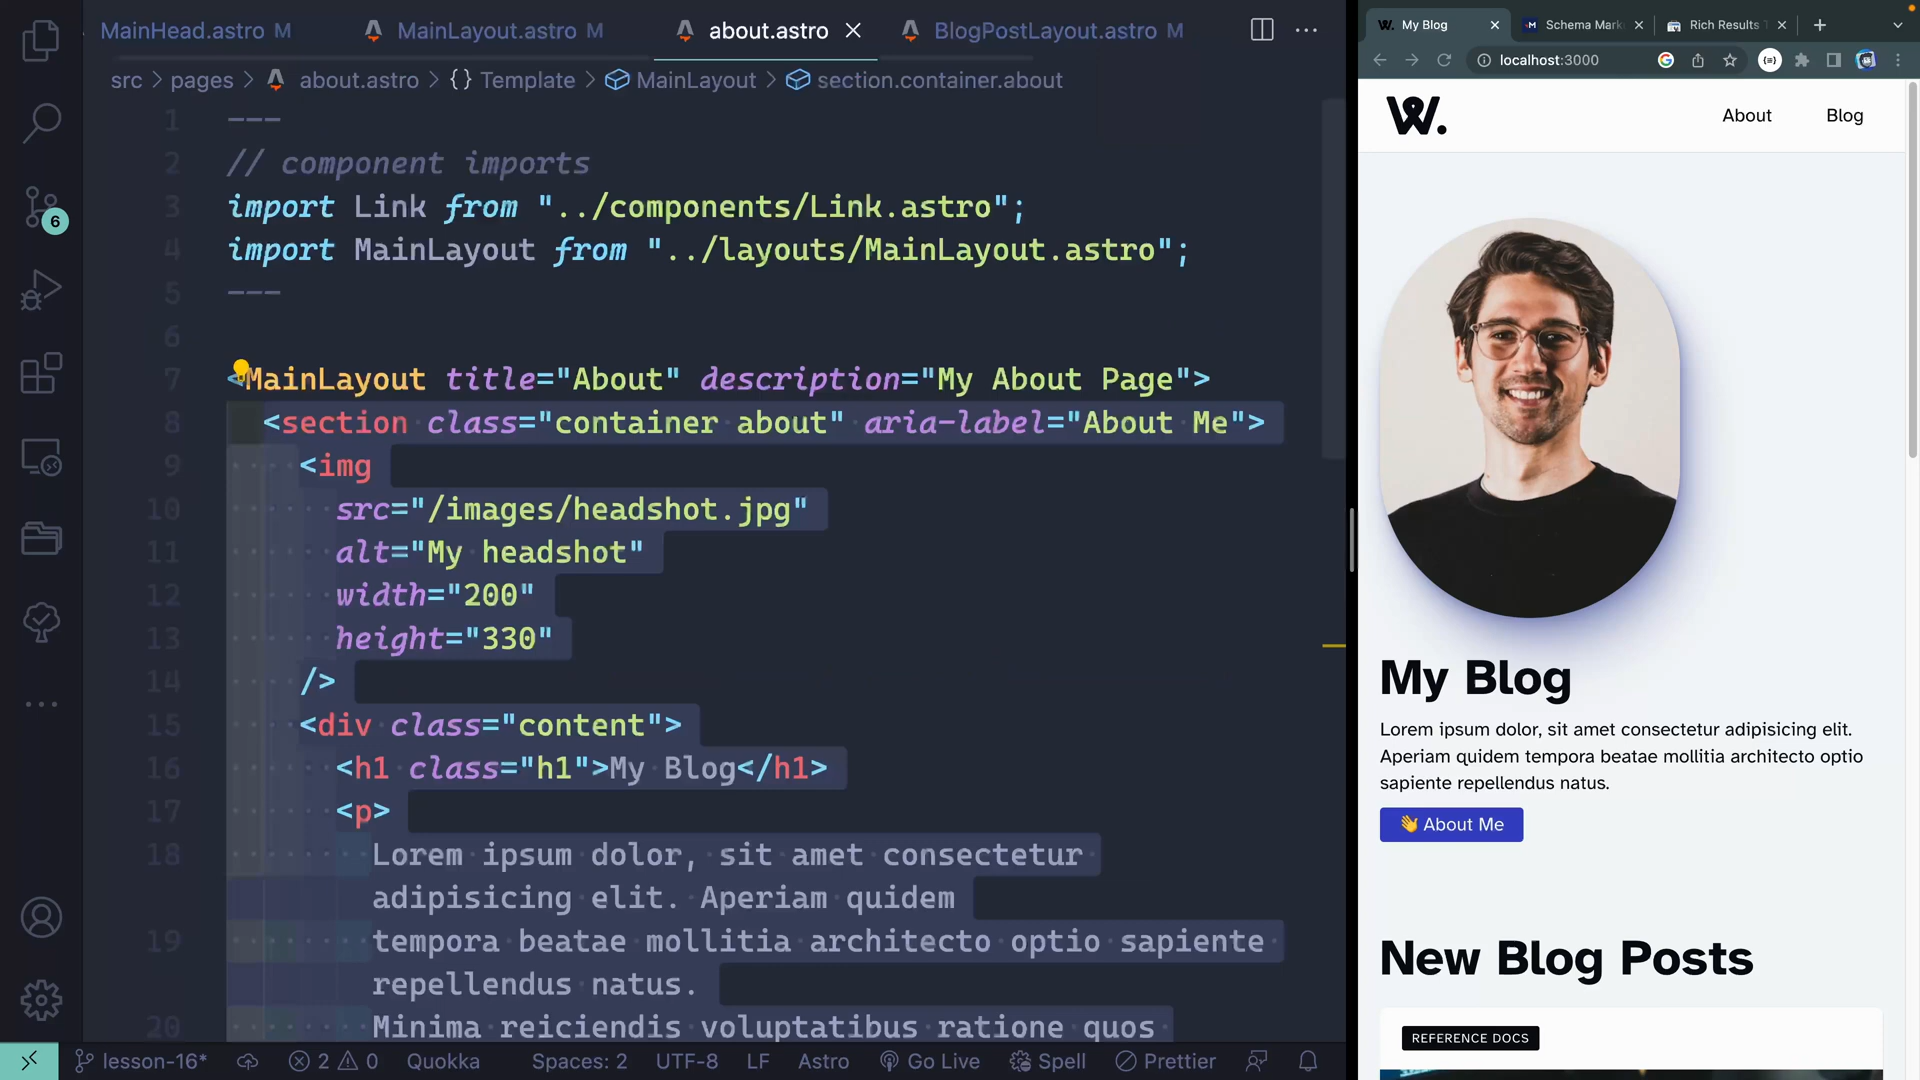 MainHead.astro M
MainLayout.astro M
about.astro
BlogPostLayout.astro M
src > pages > about.astro > {} Template > MainLayout > section.container.about
1 ---
2 // component imports
3 import Link from "../components/Link.astro";
4 import MainLayout from "../layouts/MainLayout.astro";
5 ---
6
7 <MainLayout title="About" description="My About Page">
8 <section class="container about" aria-label="About Me">
9 <img
10 src="/images/headshot.jpg"
11 alt="My headshot"
12 width="200"
13 height="330"
14 />
15 <div class="content">
16 <h1 class="h1">My Blog</h1>
17 <p>
18 Lorem ipsum dolor, sit amet consectetur
adipisicing elit. Aperiam quidem
19 tempora beatae mollitia architecto optio sapiente
repellendus natus.
20 Minima reiciendis voluptatibus ratione quos
6
lesson-16*
2
0
Quokka
Spaces: 2
UTF-8
LF
Astro
Go Live
Spell
Prettier
My Blog
Schema Mark
Rich Results T
localhost:3000
W.
About
Blog
My Blog
Lorem ipsum dolor, sit amet consectetur adipisicing elit.
Aperiam quidem tempora beatae mollitia architecto optio
sapiente repellendus natus.
👋 About Me
New Blog Posts
REFERENCE DOCS